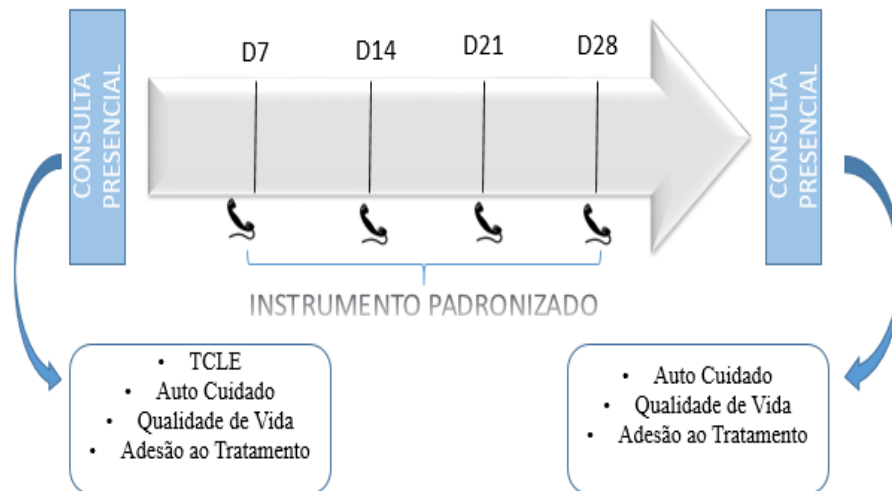 CONSULTA
PRESENCIAL
D7
D14
D21
D28
CONSULTA
PRESENCIAL
INSTRUMENTO PADRONIZADO
• TCLE
• Auto Cuidado
• Qualidade de Vida
• Adesão ao Tratamento
• Auto Cuidado
• Qualidade de Vida
• Adesão ao Tratamento